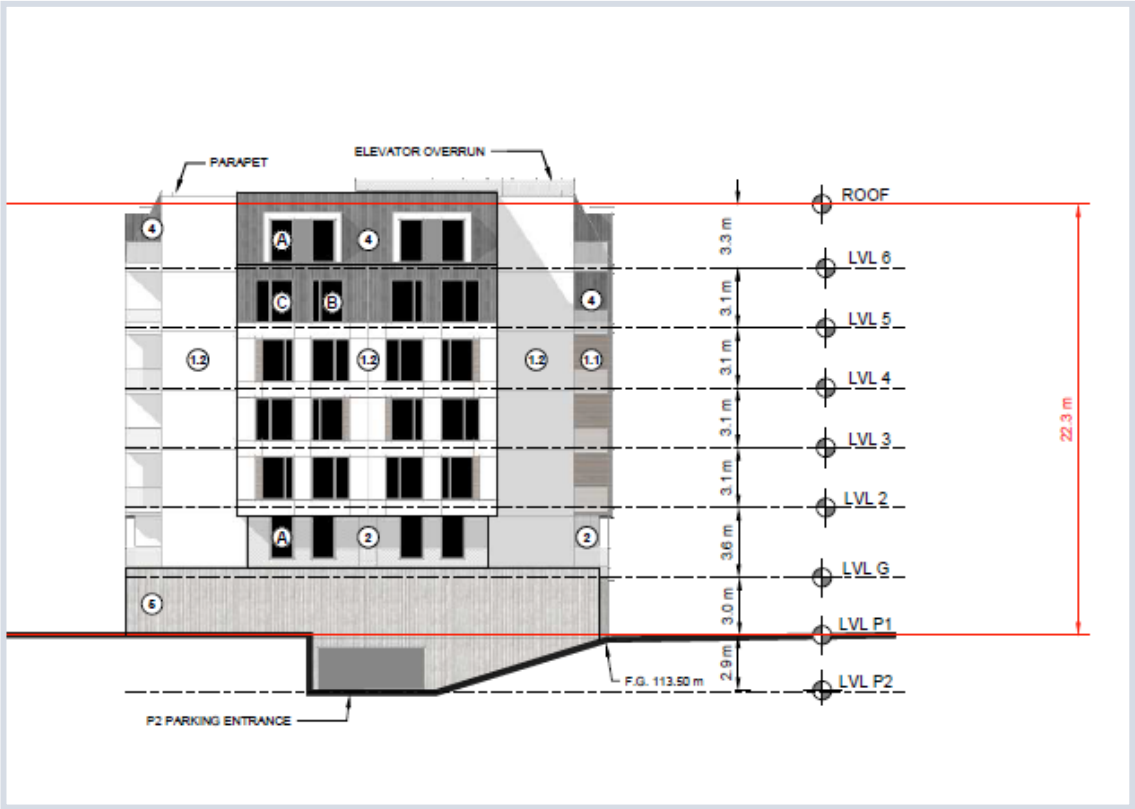 ELEVATOR OVERRUN
PARAPET
ROOF
4
A
4
3.3 m
LVL 6
C
B
4
3.1 m
LVL 5
1.2
1.2
1.2
1.1
3.1 m
LVL 4
3.1 m
22.3 m
LVL 3
3.1 m
LVL 2
A
2
2
3.6 m
LVL G
5
3.0 m
LVL P1
F.G. 113.50 m
2.9 m
LVL P2
P2 PARKING ENTRANCE